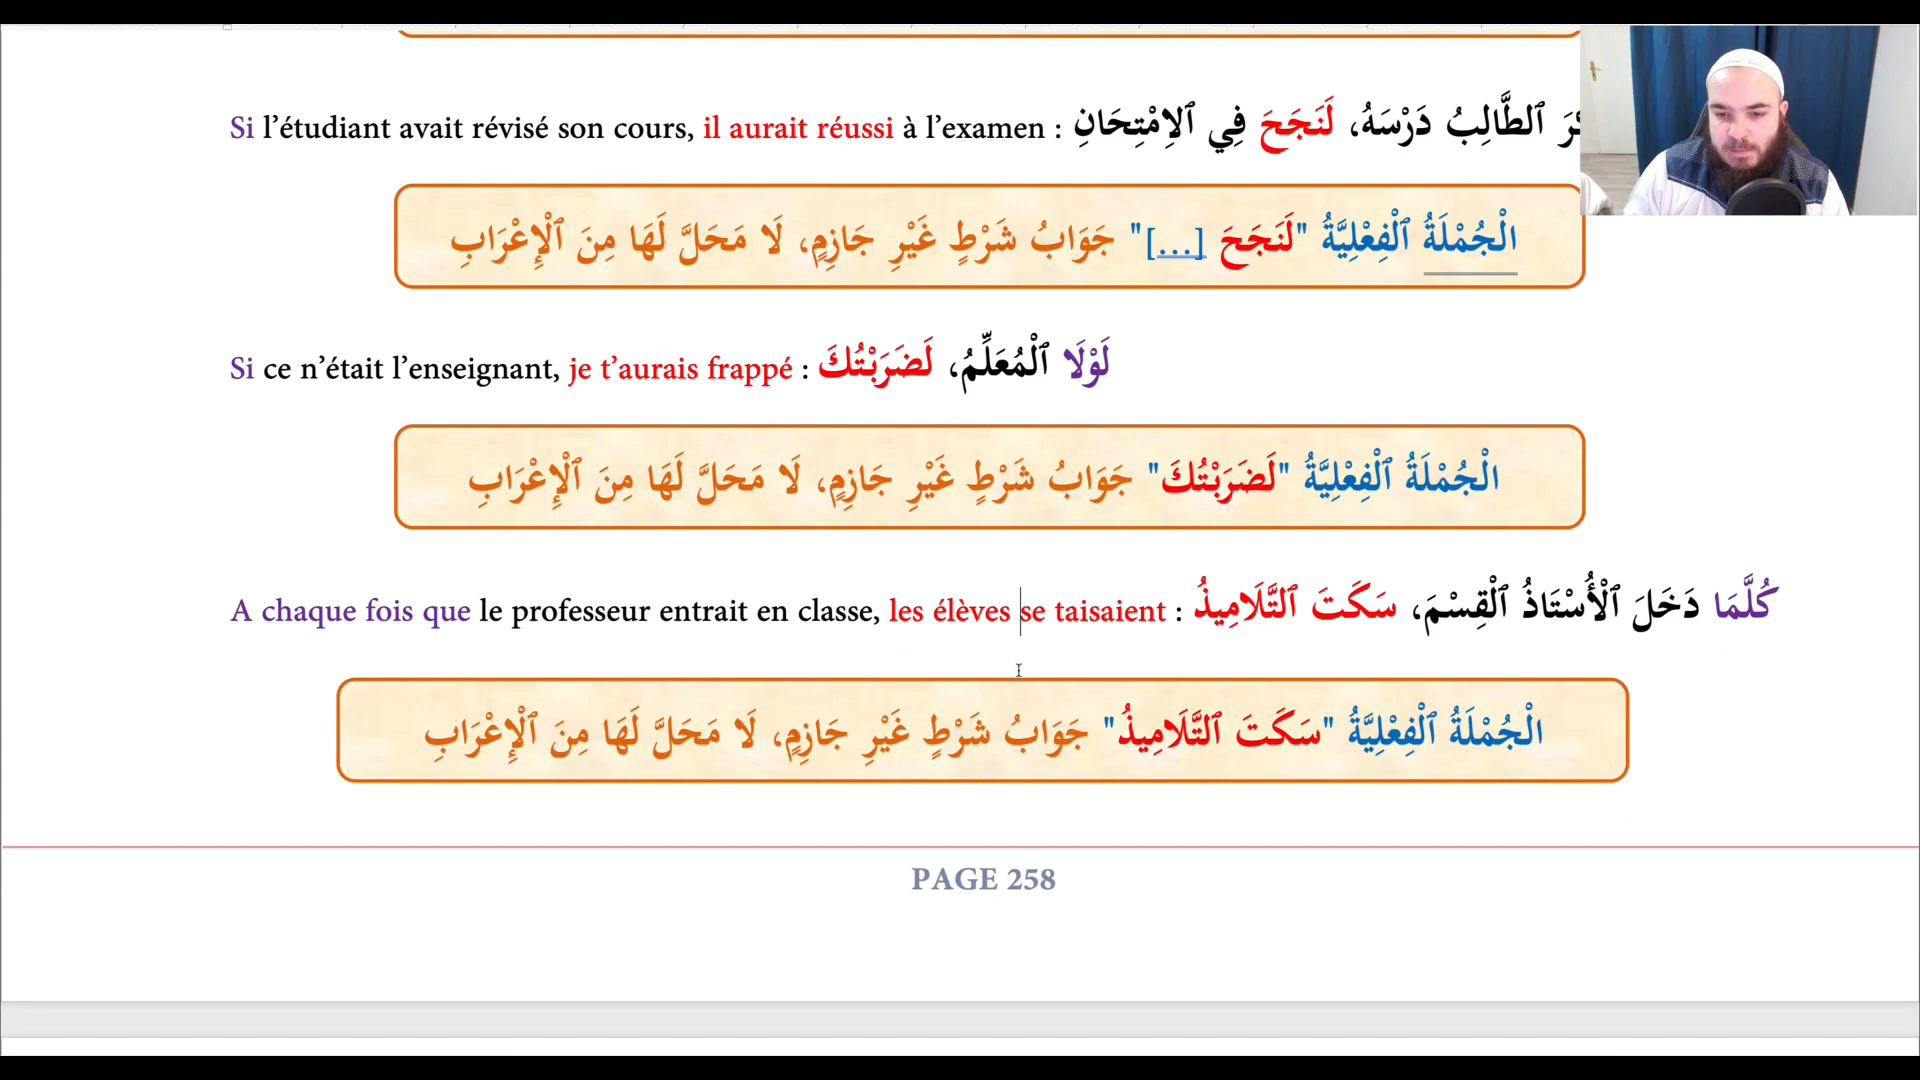 Si l’étudiant avait révisé son cours, il aurait réussi à l’examen : ٱلطَّالِبُ دَرْسَهُ، لَنَجَحَ فِي ٱلِٱمْتِحَانِ
الْجُمْلَةُ ٱلْفِعْلِيَّةُ "لَنَجَحَ [...]" جَوَابُ شَرْطٍ غَيْرِ جَازِمٍ، لَا مَحَلَّ لَهَا مِنَ ٱلْإِعْرَابِ
Si ce n’était l’enseignant, je t’aurais frappé : لَوْلَا ٱلْمُعَلِّمُ، لَضَرَبْتُكَ
الْجُمْلَةُ ٱلْفِعْلِيَّةُ "لَضَرَبْتُكَ" جَوَابُ شَرْطٍ غَيْرِ جَازِمٍ، لَا مَحَلَّ لَهَا مِنَ ٱلْإِعْرَابِ
A chaque fois que le professeur entrait en classe, les élèves se taisaient : كُلَّمَا دَخَلَ ٱلْأُسْتَاذُ ٱلْقِسْمَ، سَكَتَ ٱلتَّلَامِيذُ
الْجُمْلَةُ ٱلْفِعْلِيَّةُ "سَكَتَ ٱلتَّلَامِيذُ" جَوَابُ شَرْطٍ غَيْرِ جَازِمٍ، لَا مَحَلَّ لَهَا مِنَ ٱلْإِعْرَابِ
PAGE 258